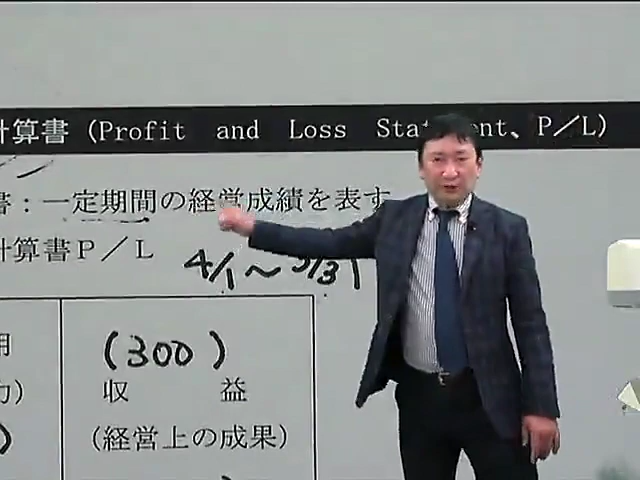 計算書（Profit and Loss Sta ent、P／L）
書：一定期間の経営成績を表す
計算書P／L
4/1～3/31
用
(300)
力）
収 益
）
（経営上の成果）